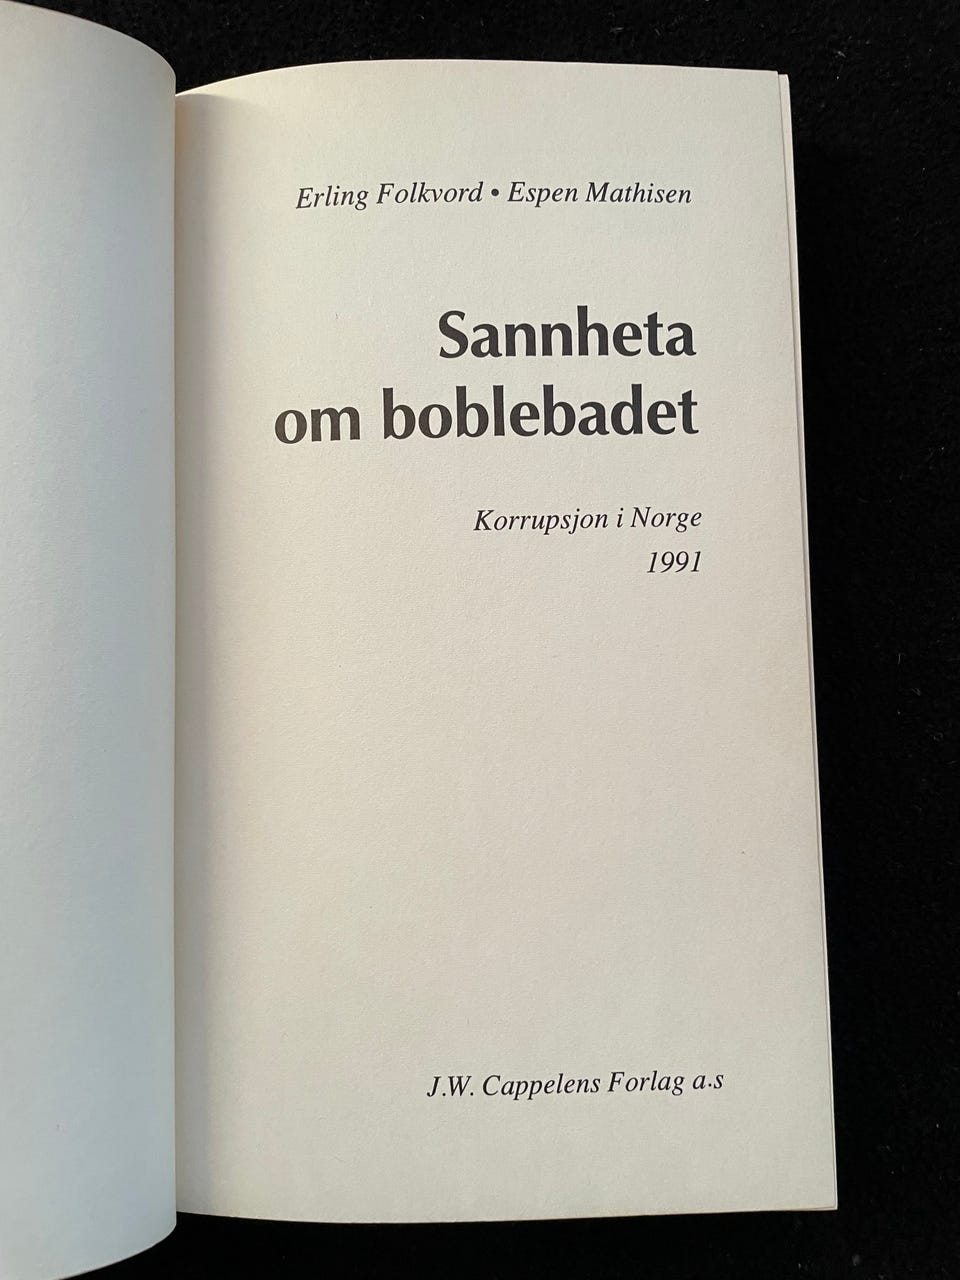 Erling Folkvord • Espen Mathisen
Sannheta
om boblebadet
Korrupsjon i Norge
1991
J.W. Cappelens Forlag a·s